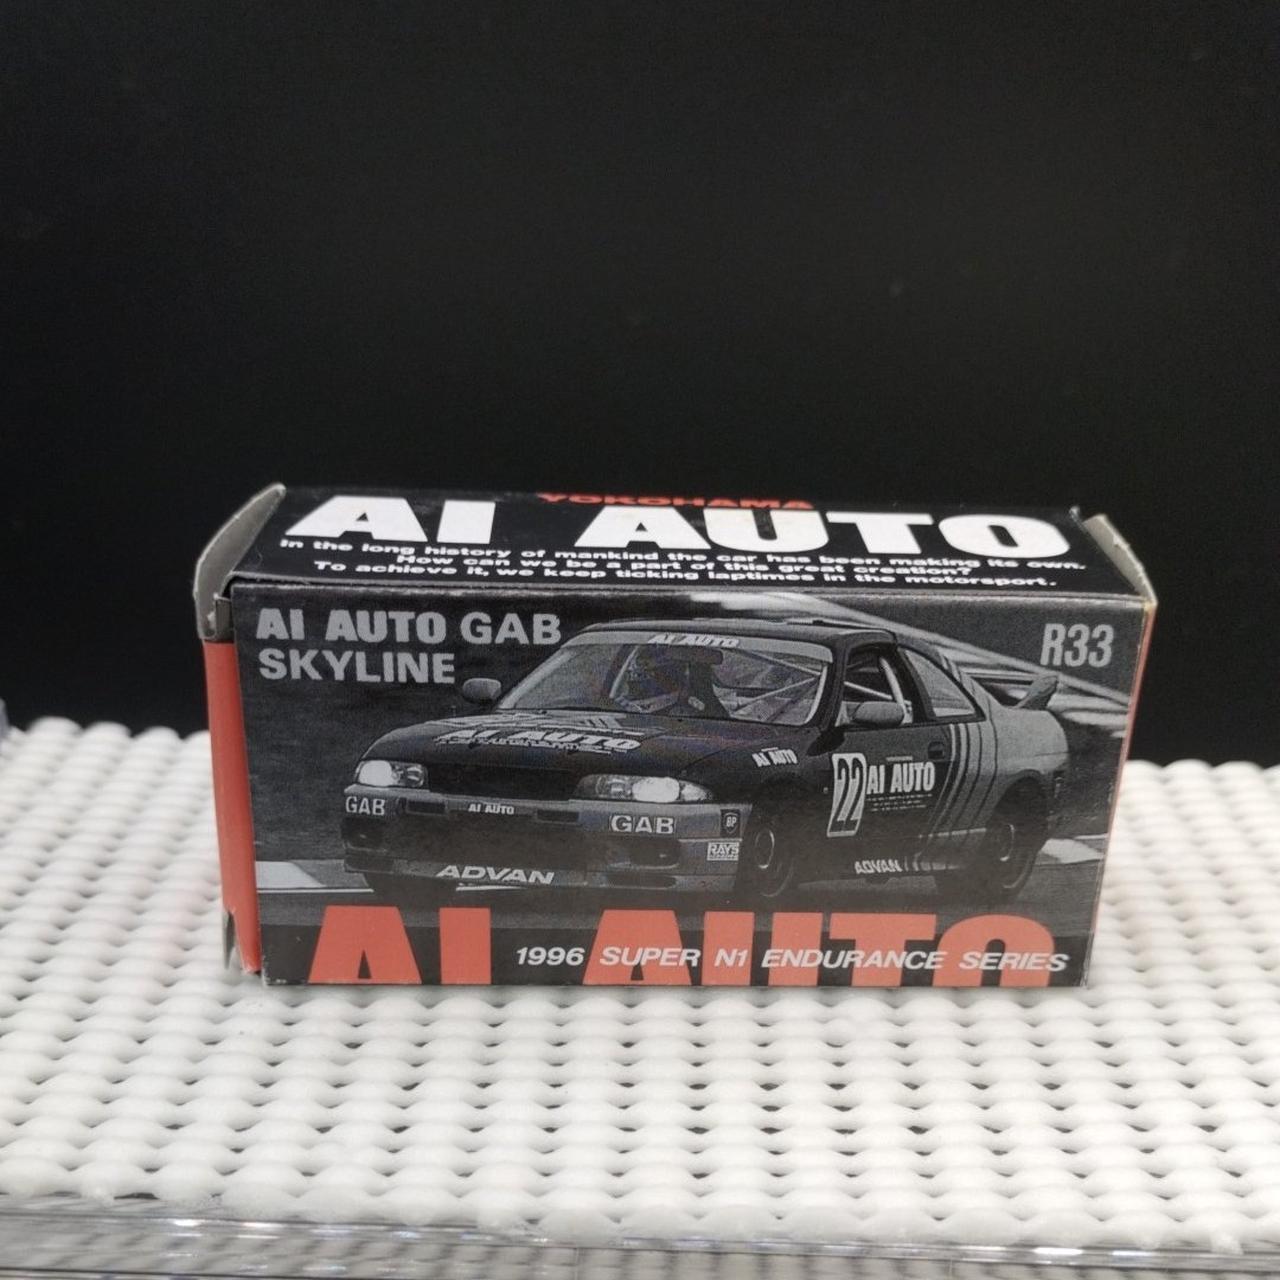 YOKOHAMA
AI AUTO
In the long history of mankind the car has been making its own.
How can we be a part of this great creation?
To achieve it, we keep ticking laptimes in the motorsport.
AI AUTO GAB
SKYLINE
R33
AI AUTO
AI AUTO
AI AUTO
22 AI AUTO
GAB
AI AUTO
GAB
BP
RAYS
ADVAN
ADVAN
AI AUTO
1996 SUPER N1 ENDURANCE SERIES